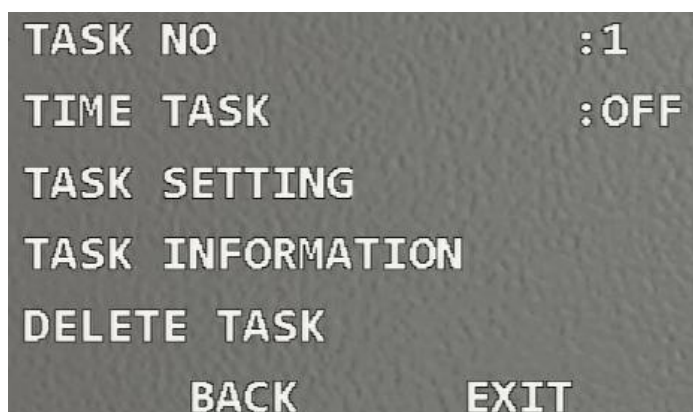 TASK NO :1
TIME TASK :OFF
TASK SETTING
TASK INFORMATION
DELETE TASK
BACK EXIT